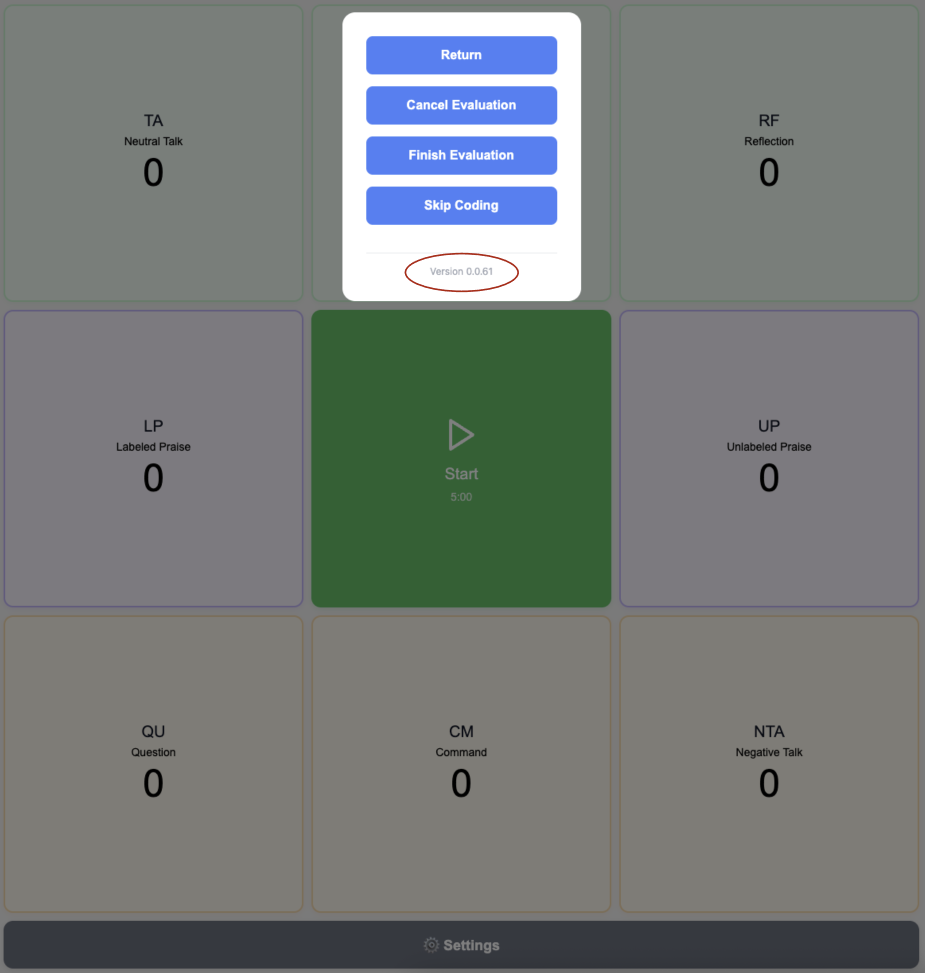 Return
Cancel Evaluation
Finish Evaluation
Skip Coding
Version 0.0.61
TA
Neutral Talk
0
RF
Reflection
0
LP
Labeled Praise
0
Start
5:00
UP
Unlabeled Praise
0
QU
Question
0
CM
Command
0
NTA
Negative Talk
0
Settings